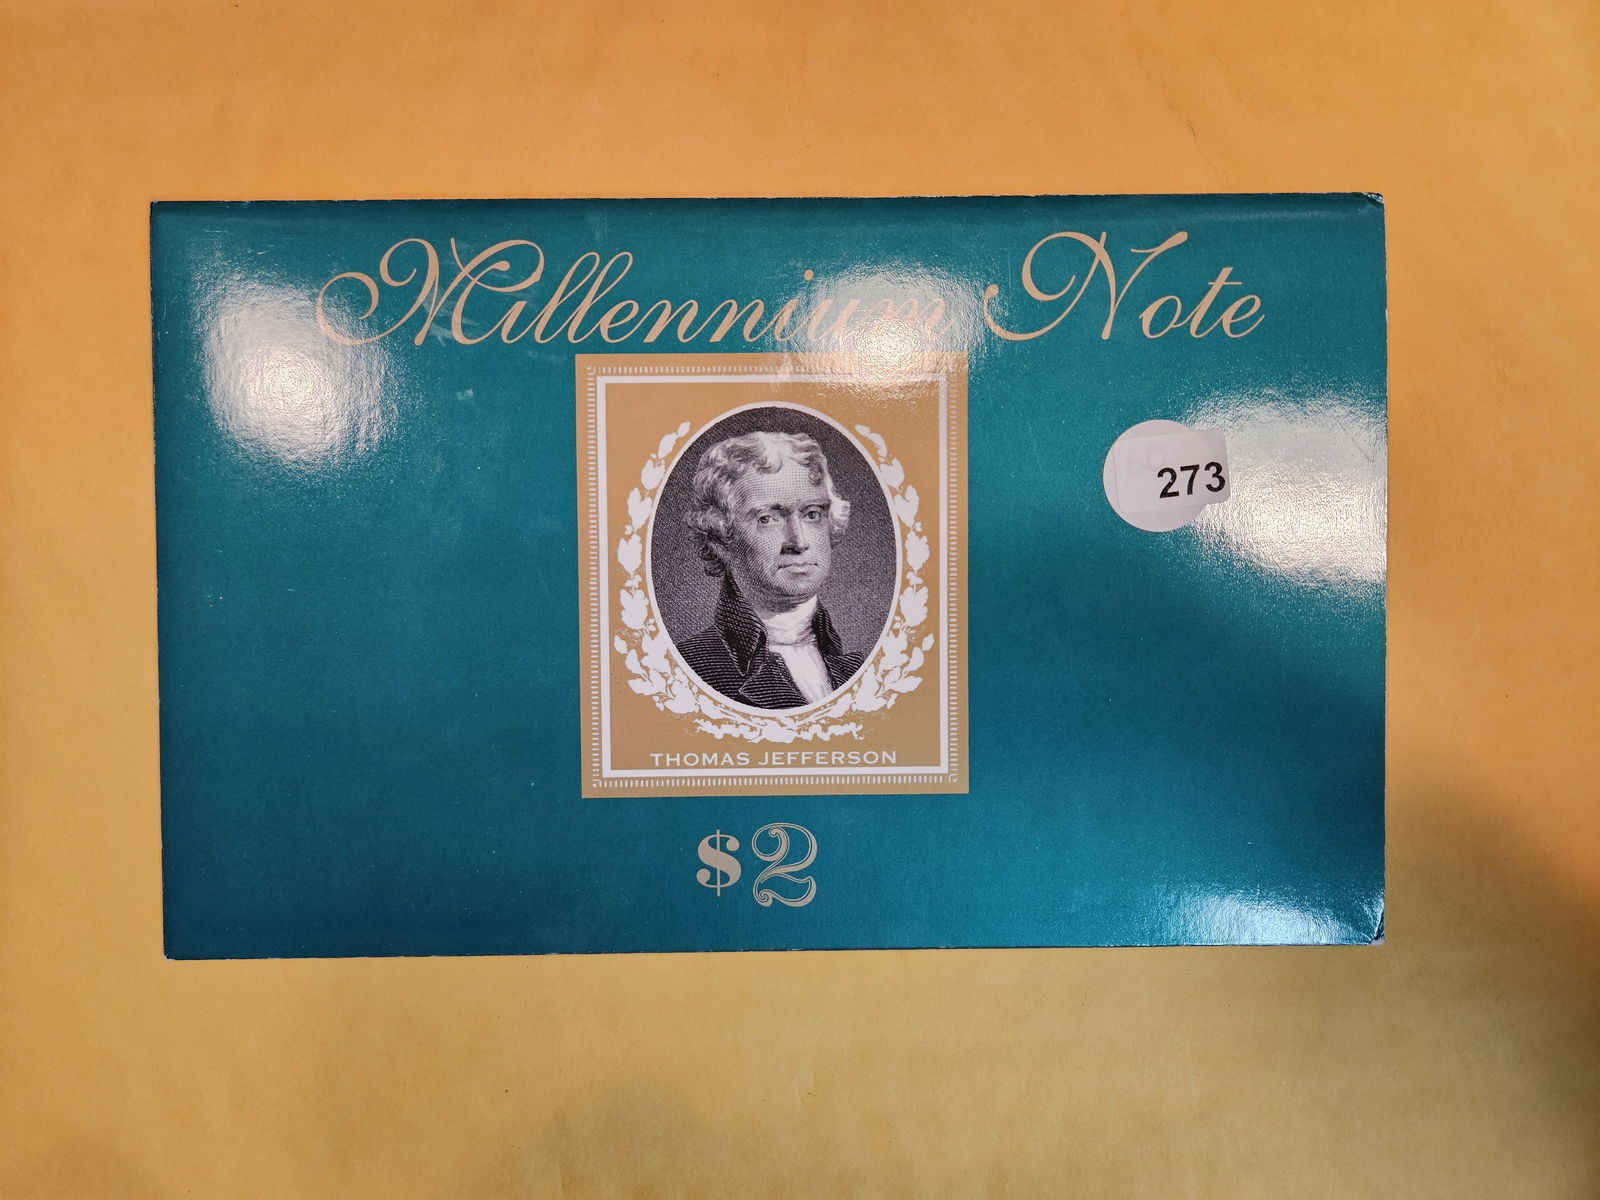 Millennium Note
273
THOMAS JEFFERSON
$2